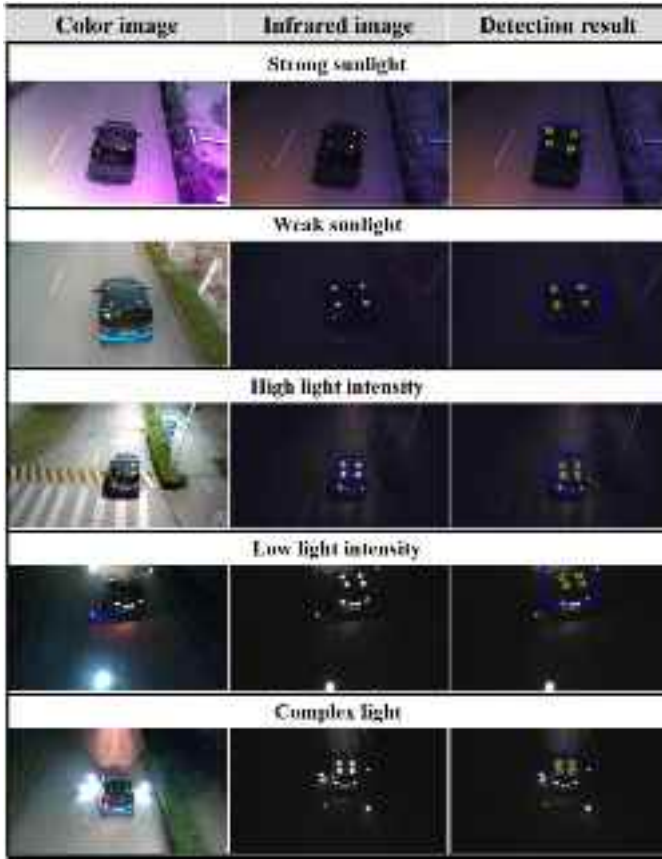 Color image Infrared image Detection result
Strong sunlight
Weak sunlight
High light intensity
Low light intensity
Complex light